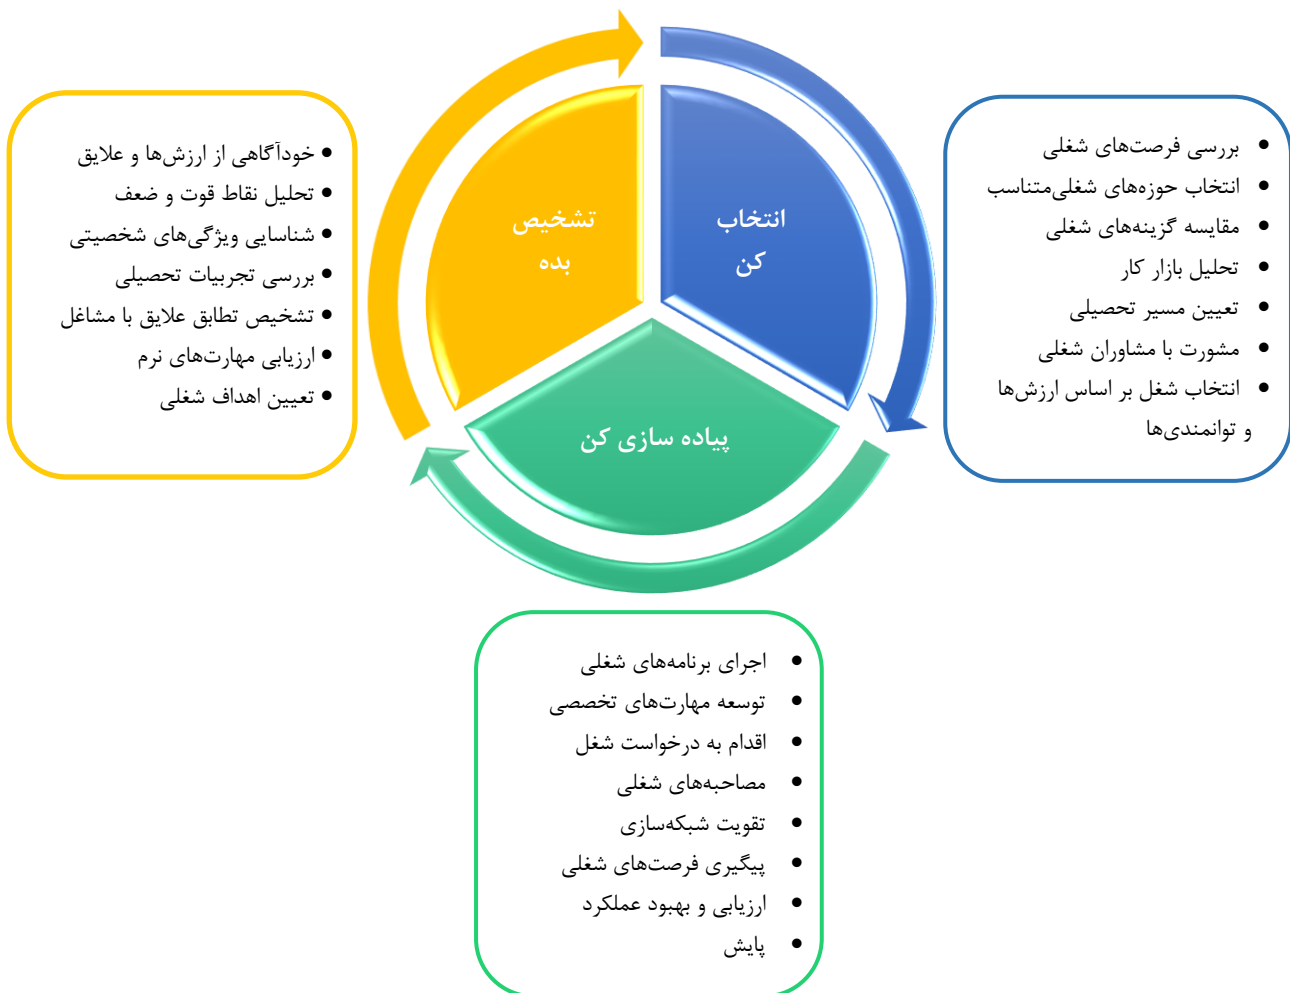 انتخاب
کن
تشخیص
بده
پیاده سازی کن
• بررسی فرصت‌های شغلی
• انتخاب حوزه‌های شغلی‌متناسب
• مقایسه گزینه‌های شغلی
• تحلیل بازار کار
• تعیین مسیر تحصیلی
• مشورت با مشاوران شغلی
• انتخاب شغل بر اساس ارزش‌ها
و توانمندی‌ها
• خودآگاهی از ارزش‌ها و علایق
• تحلیل نقاط قوت و ضعف
• شناسایی ویژگی‌های شخصیتی
• بررسی تجربیات تحصیلی
• تشخیص تطابق علایق با مشاغل
• ارزیابی مهارت‌های نرم
• تعیین اهداف شغلی
• اجرای برنامه‌های شغلی
• توسعه مهارت‌های تخصصی
• اقدام به درخواست شغل
• مصاحبه‌های شغلی
• تقویت شبکه‌سازی
• پیگیری فرصت‌های شغلی
• ارزیابی و بهبود عملکرد
• پایش